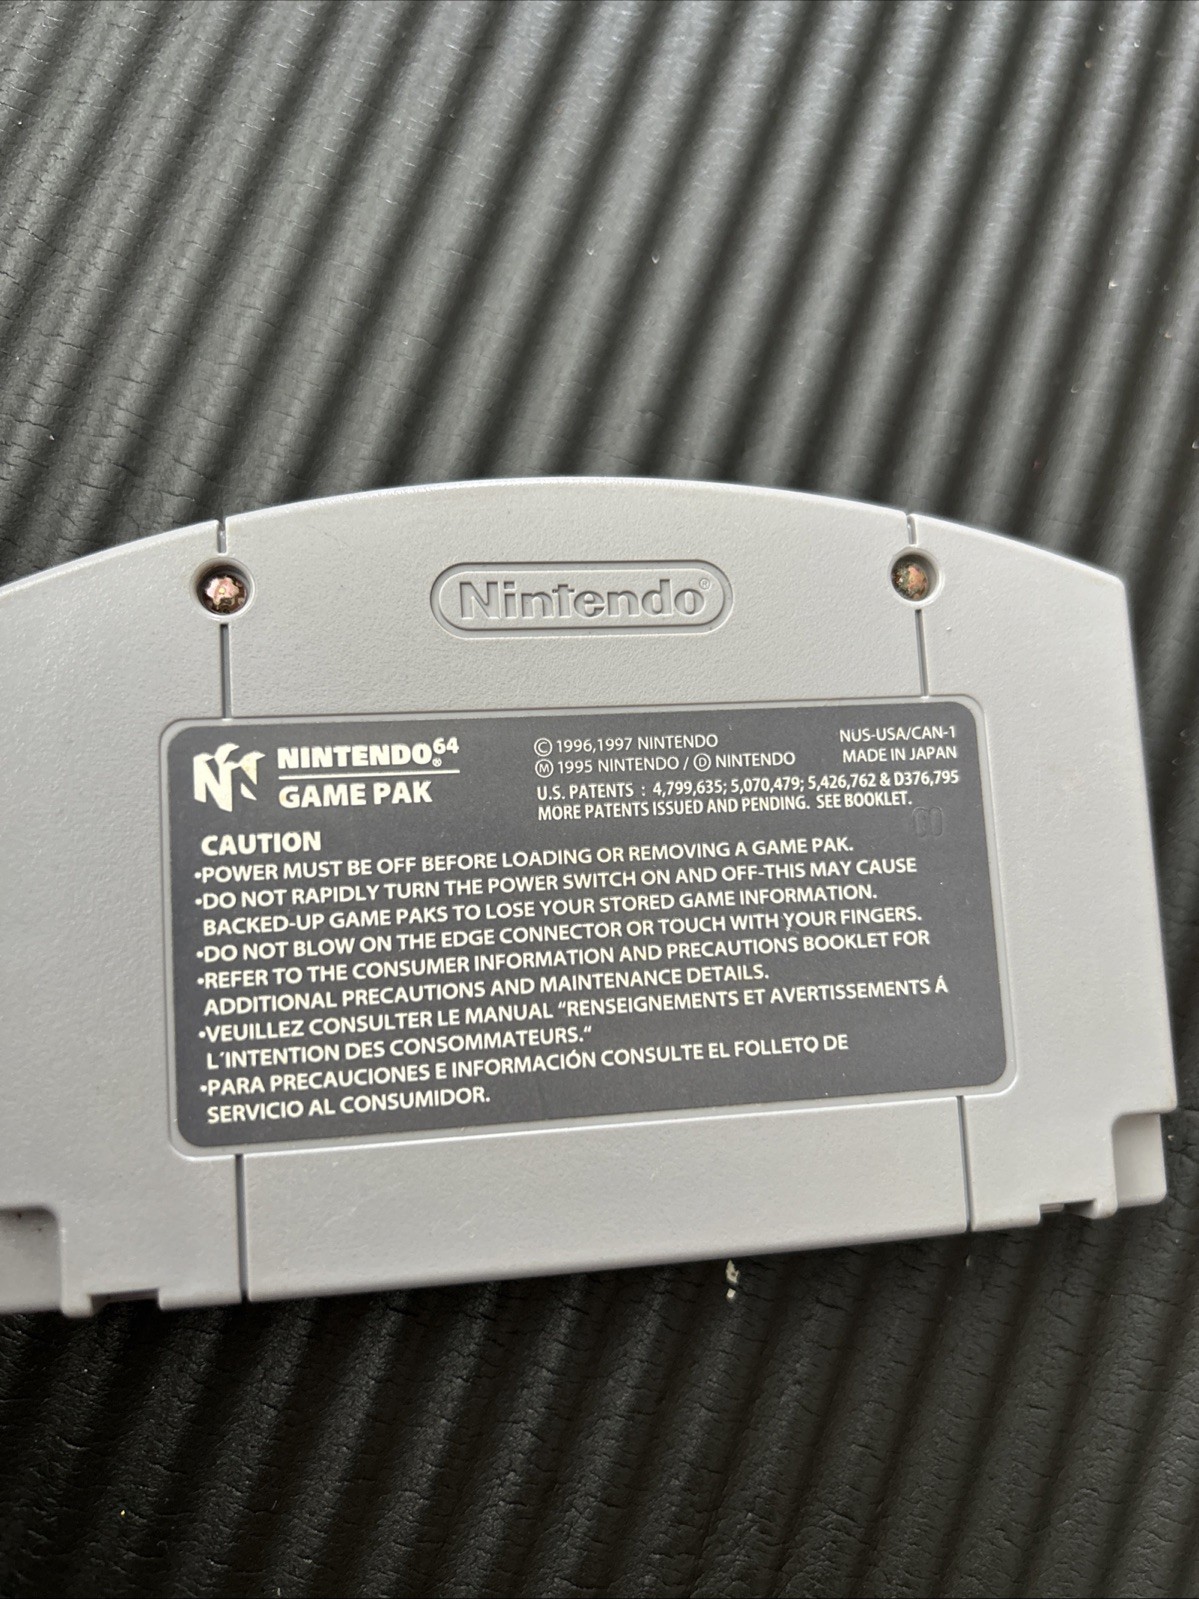 Nintendo®
NINTENDO64®
GAME PAK
© 1996,1997 NINTENDO
Ⓜ 1995 NINTENDO / Ⓓ NINTENDO
NUS-USA/CAN-1
MADE IN JAPAN
U.S. PATENTS : 4,799,635; 5,070,479; 5,426,762 & D376,795
MORE PATENTS ISSUED AND PENDING. SEE BOOKLET.
CAUTION
•POWER MUST BE OFF BEFORE LOADING OR REMOVING A GAME PAK.
•DO NOT RAPIDLY TURN THE POWER SWITCH ON AND OFF-THIS MAY CAUSE
BACKED-UP GAME PAKS TO LOSE YOUR STORED GAME INFORMATION.
•DO NOT BLOW ON THE EDGE CONNECTOR OR TOUCH WITH YOUR FINGERS.
•REFER TO THE CONSUMER INFORMATION AND PRECAUTIONS BOOKLET FOR
ADDITIONAL PRECAUTIONS AND MAINTENANCE DETAILS.
•VEUILLEZ CONSULTER LE MANUAL "RENSEIGNEMENTS ET AVERTISSEMENTS Á
L´INTENTION DES CONSOMMATEURS."
•PARA PRECAUCIONES E INFORMACIÓN CONSULTE EL FOLLETO DE
SERVICIO AL CONSUMIDOR.